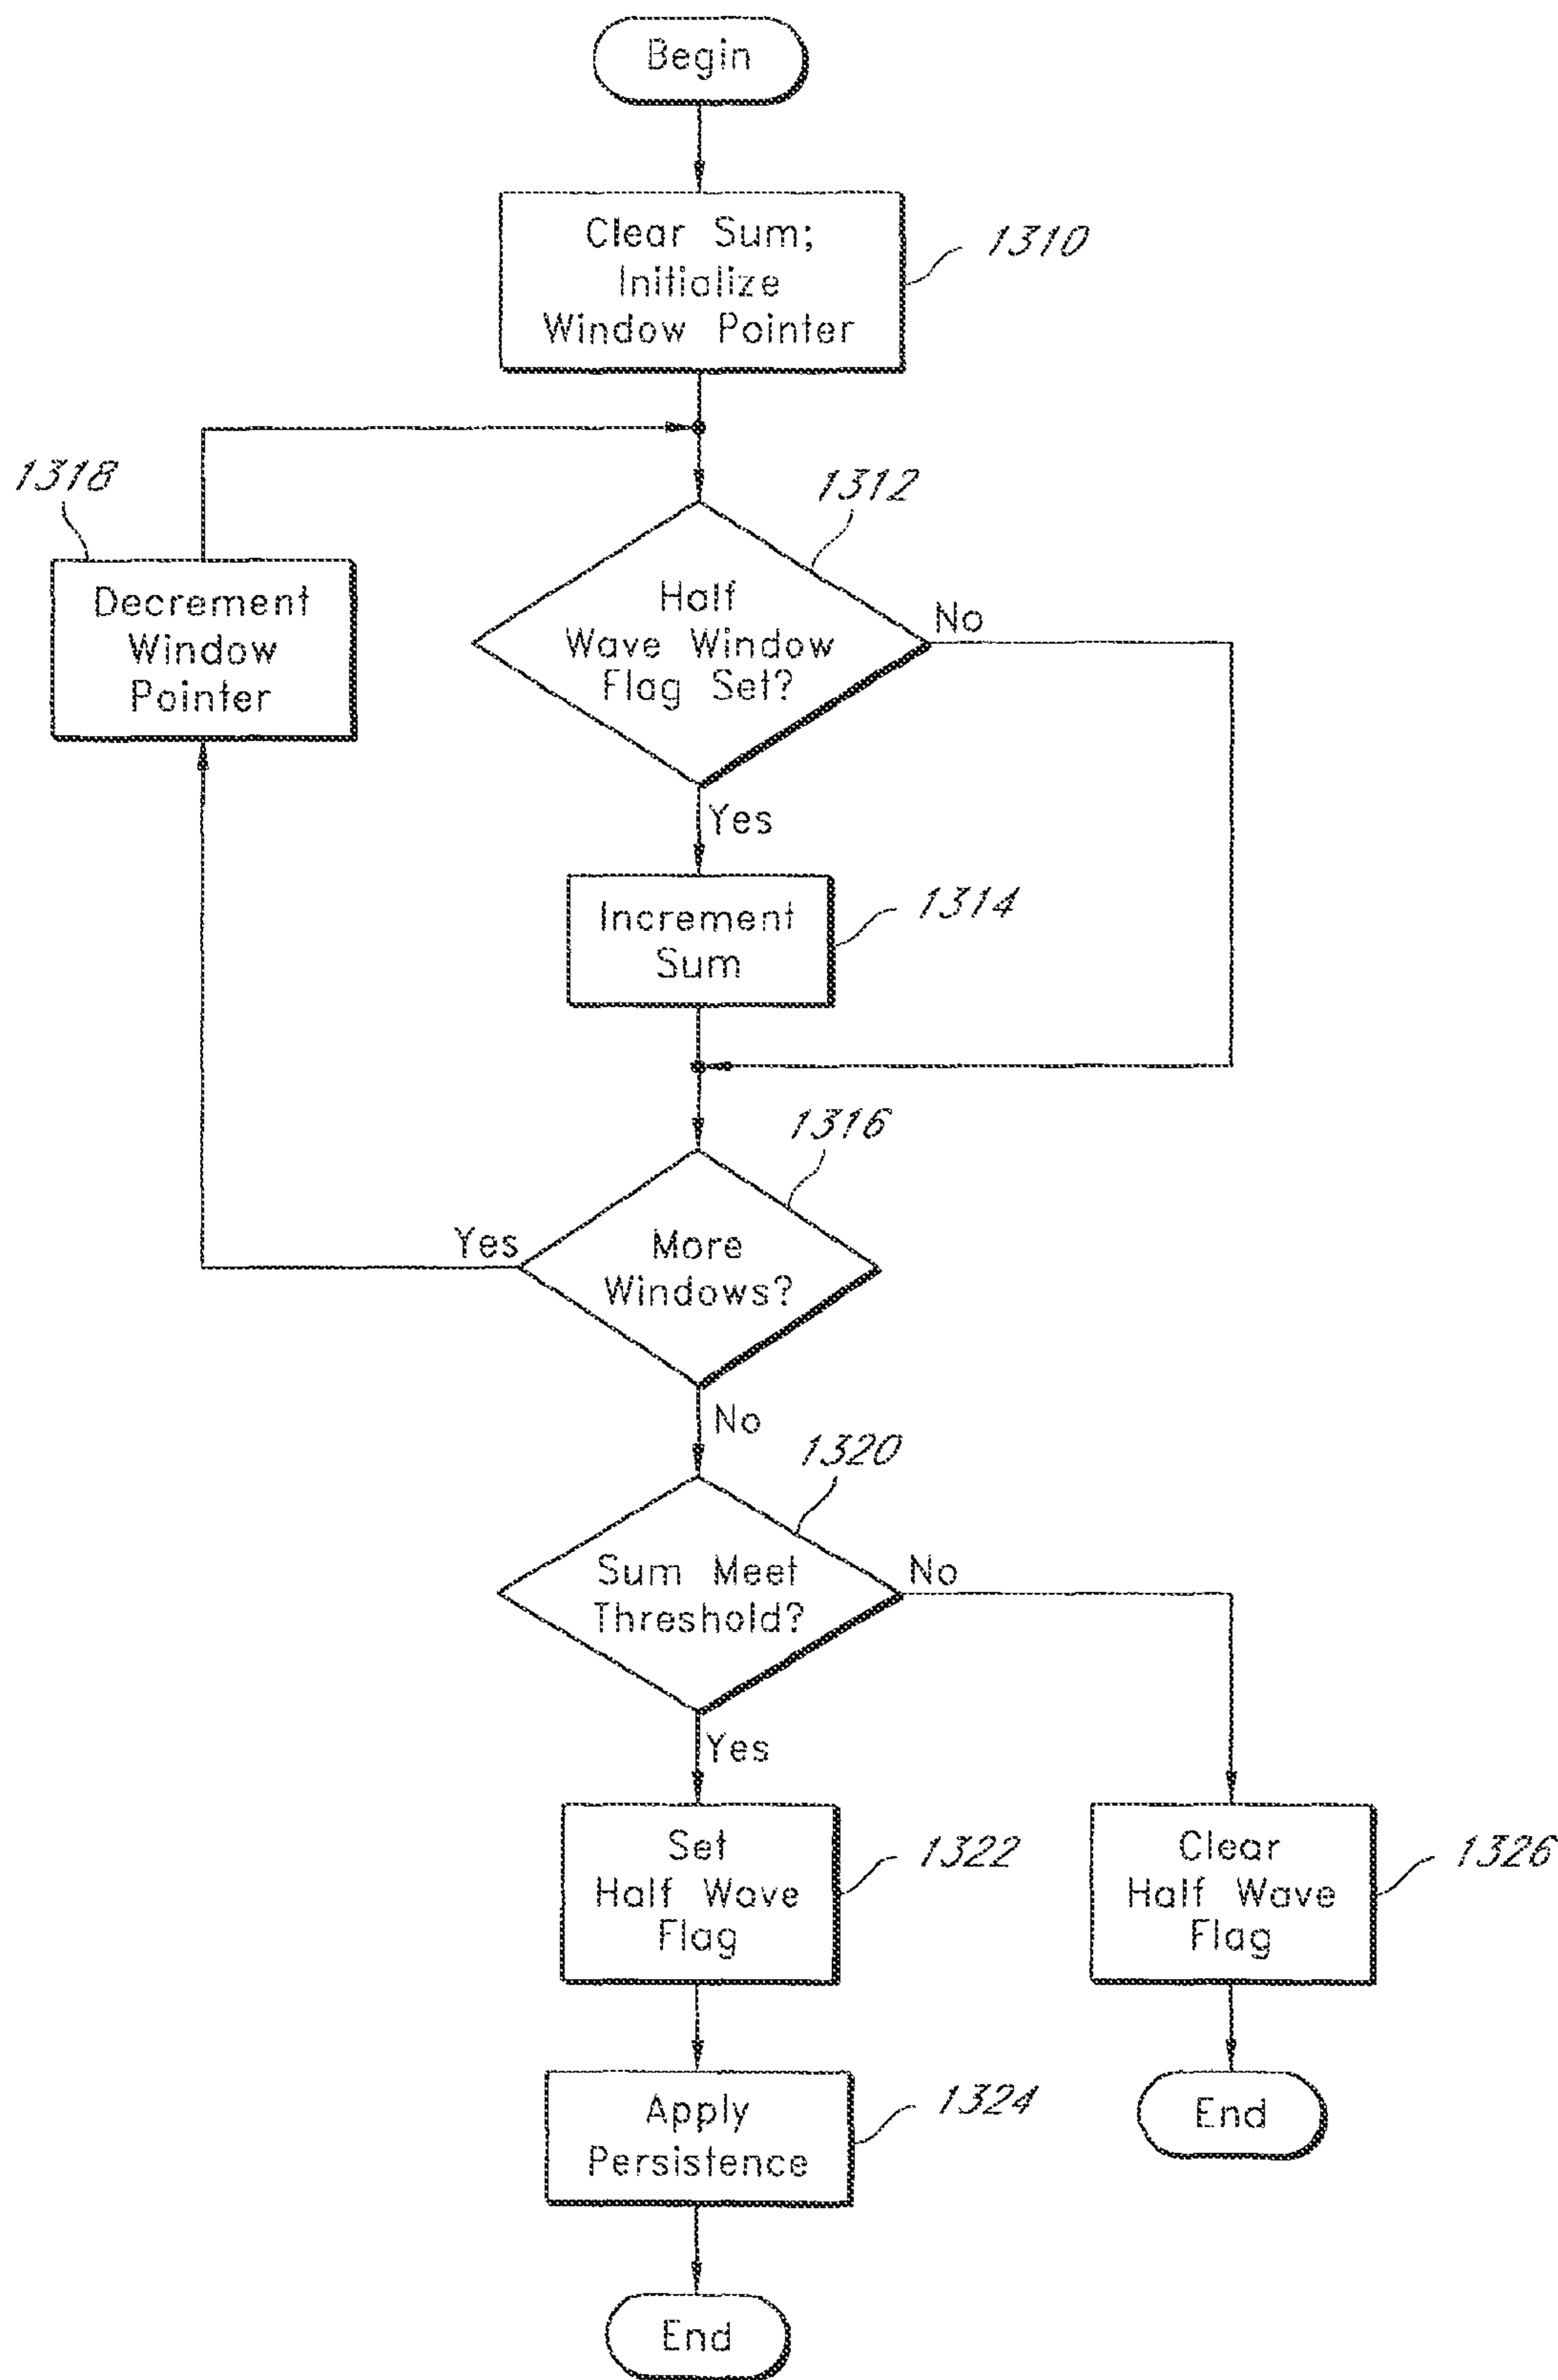 Begin
Clear Sum;
Initialize
Window Pointer
1310
1318
Decrement
Window
Pointer
1312
Half
Wave Window
Flag Set?
No
Yes
Increment
Sum
1314
1316
More
Windows?
Yes
No
1320
Sum Meet
Threshold?
No
Yes
Set
Half Wave
Flag
1322
Clear
Half Wave
Flag
1326
Apply
Persistence
1324
End
End